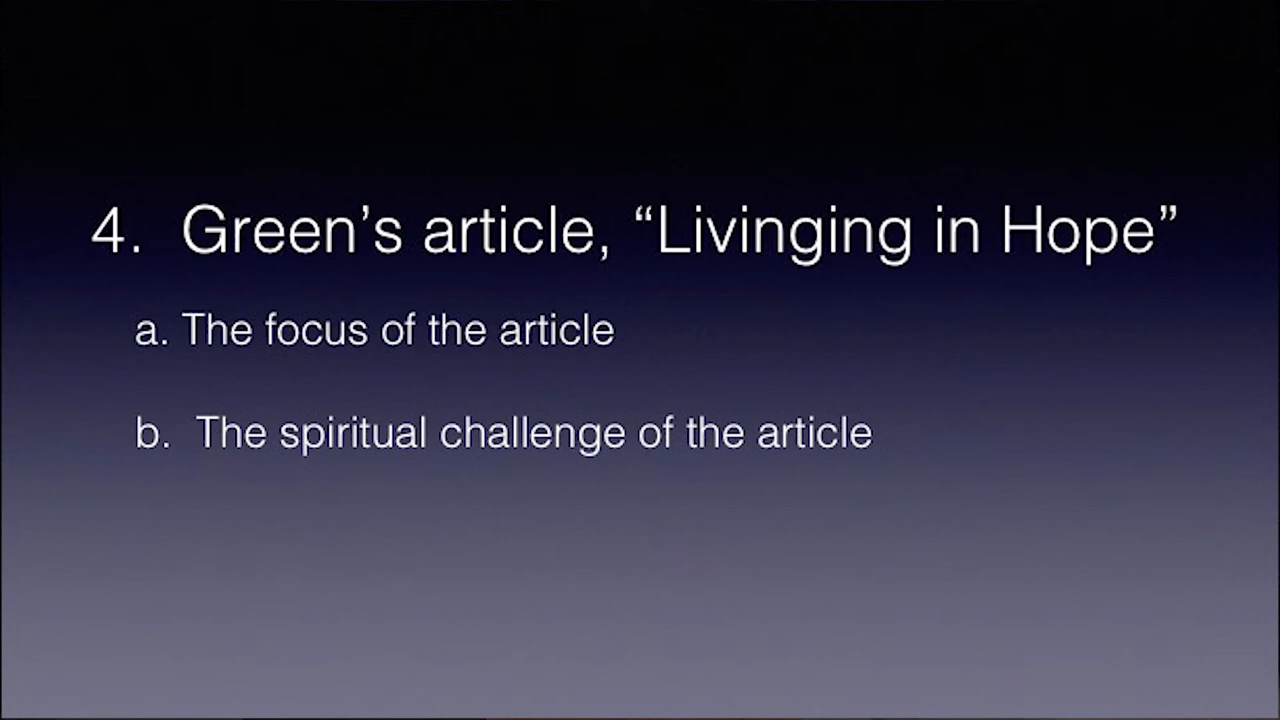 4. Green’s article, “Livinging in Hope”
a. The focus of the article
b. The spiritual challenge of the article